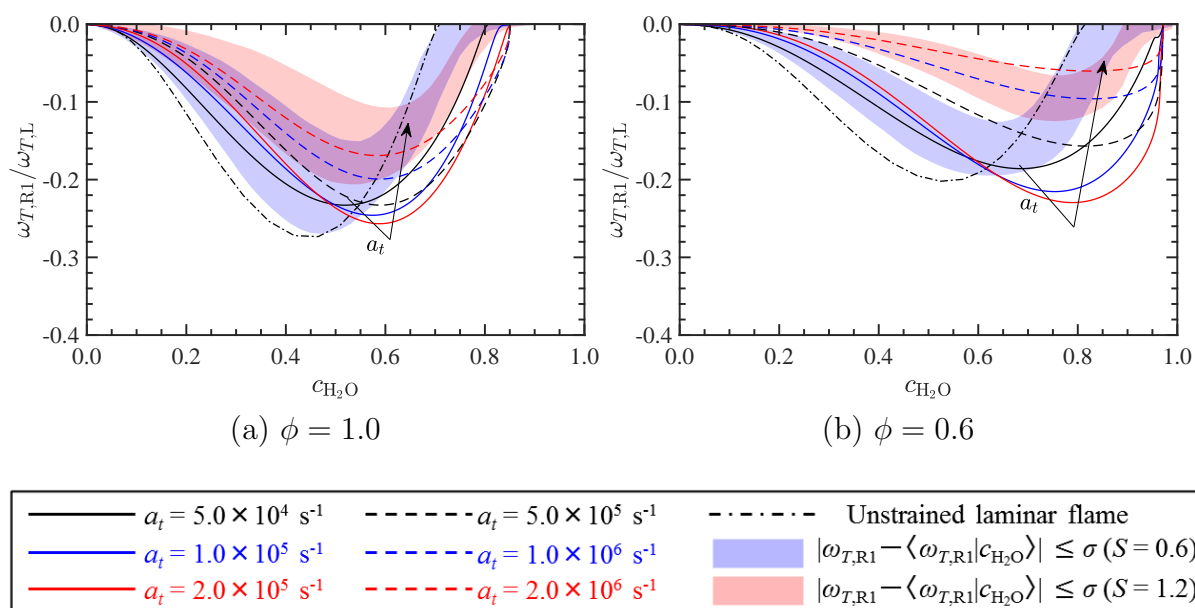 0.0
-0.1
-0.2
-0.3
-0.4
0.0 0.2 0.4 0.6 0.8 1.0
ω_{T,R1}/ω_{T,L}
a_t
c_{H₂O}
(a) ϕ = 1.0
0.0
-0.1
-0.2
-0.3
-0.4
0.0 0.2 0.4 0.6 0.8 1.0
ω_{T,R1}/ω_{T,L}
a_t
c_{H₂O}
(b) ϕ = 0.6
a_t = 5.0×10⁴ s⁻¹
a_t = 1.0×10⁵ s⁻¹
a_t = 2.0×10⁵ s⁻¹
a_t = 5.0×10⁵ s⁻¹
a_t = 1.0×10⁶ s⁻¹
a_t = 2.0×10⁶ s⁻¹
Unstrained laminar flame
|ω_{T,R1}−⟨ω_{T,R1}|c_{H₂O}⟩| ≤ σ (S = 0.6)
|ω_{T,R1}−⟨ω_{T,R1}|c_{H₂O}⟩| ≤ σ (S = 1.2)